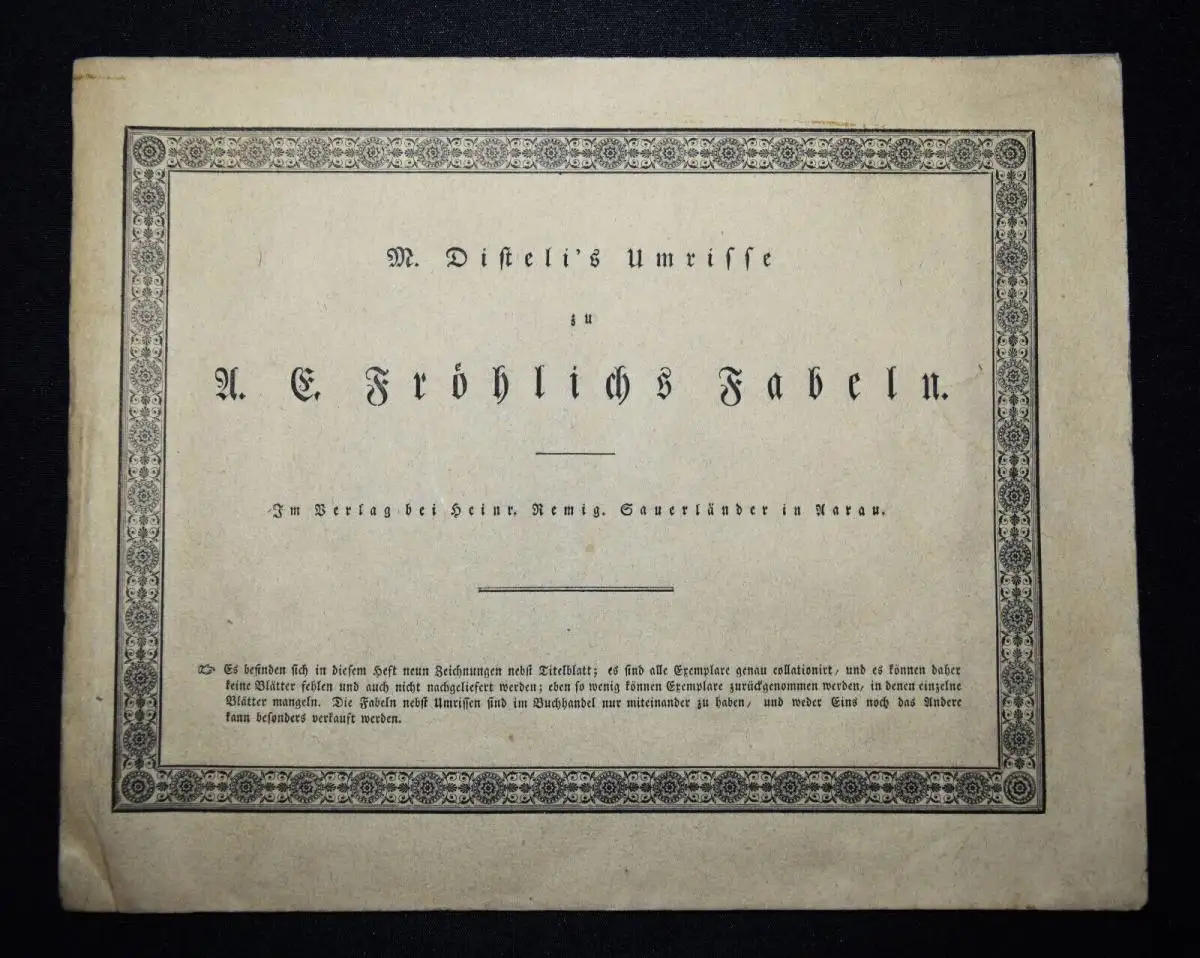 M. Disteli's Umrisse
zu
A. E. Fröhlichs Fabeln.
Im Verlag bei Heinr. Remig. Sauerländer in Aarau.
☞ Es befinden sich in diesem Heft neun Zeichnungen nebst Titelblatt; es sind alle Exemplare genau collationirt, und es können daher
keine Blätter fehlen und auch nicht nachgeliefert werden; eben so wenig können Exemplare zurückgenommen werden, in denen einzelne
Blätter mangeln. Die Fabeln nebst Umrissen sind im Buchhandel nur miteinander zu haben, und weder Eins noch das Andere
kann besonders verkauft werden.